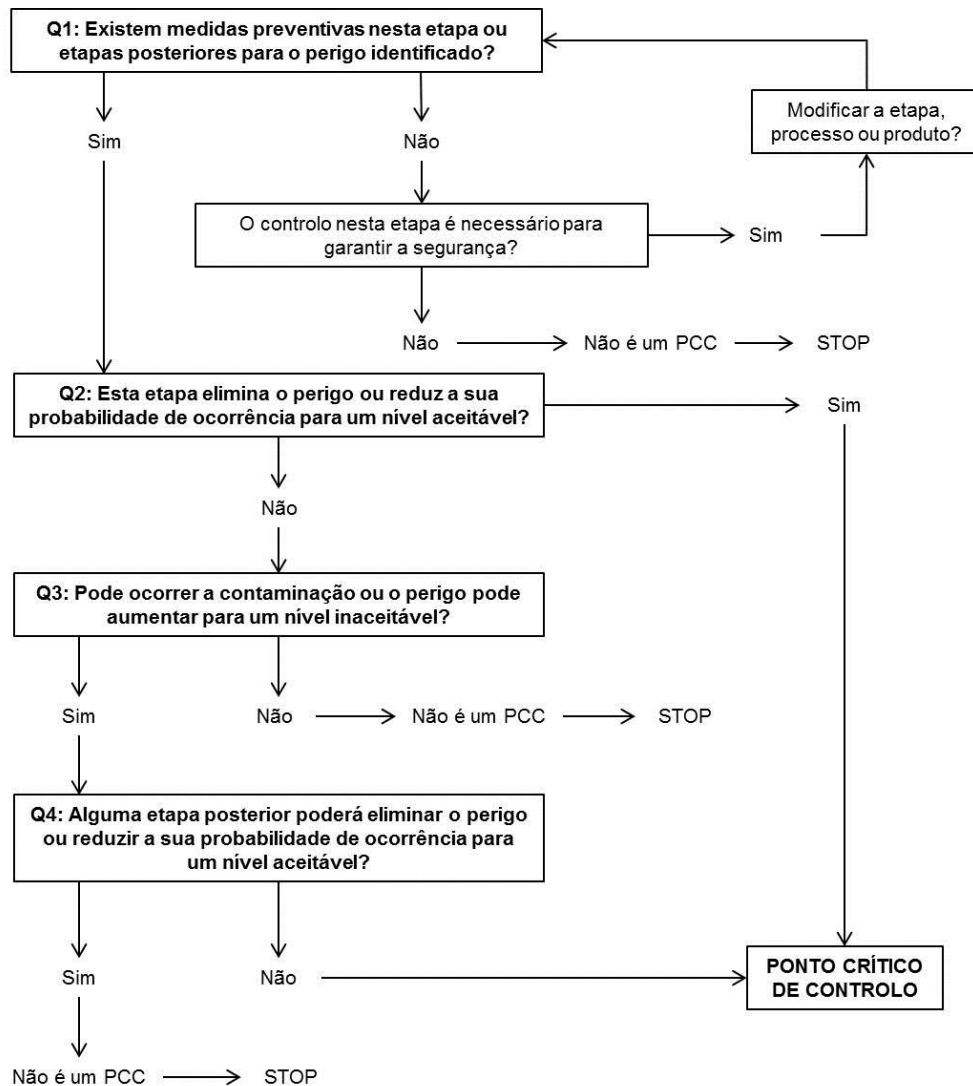 Q1: Existem medidas preventivas nesta etapa ou
etapas posteriores para o perigo identificado?
Modificar a etapa,
processo ou produto?
Sim
Não
O controlo nesta etapa é necessário para
garantir a segurança?
Sim
Não
Não é um PCC
STOP
Q2: Esta etapa elimina o perigo ou reduz a sua
probabilidade de ocorrência para um nível aceitável?
Sim
Não
Q3: Pode ocorrer a contaminação ou o perigo pode
aumentar para um nível inaceitável?
Sim
Não
Não é um PCC
STOP
Q4: Alguma etapa posterior poderá eliminar o perigo
ou reduzir a sua probabilidade de ocorrência para
um nível aceitável?
Sim
Não
PONTO CRÍTICO
DE CONTROLO
Não é um PCC
STOP